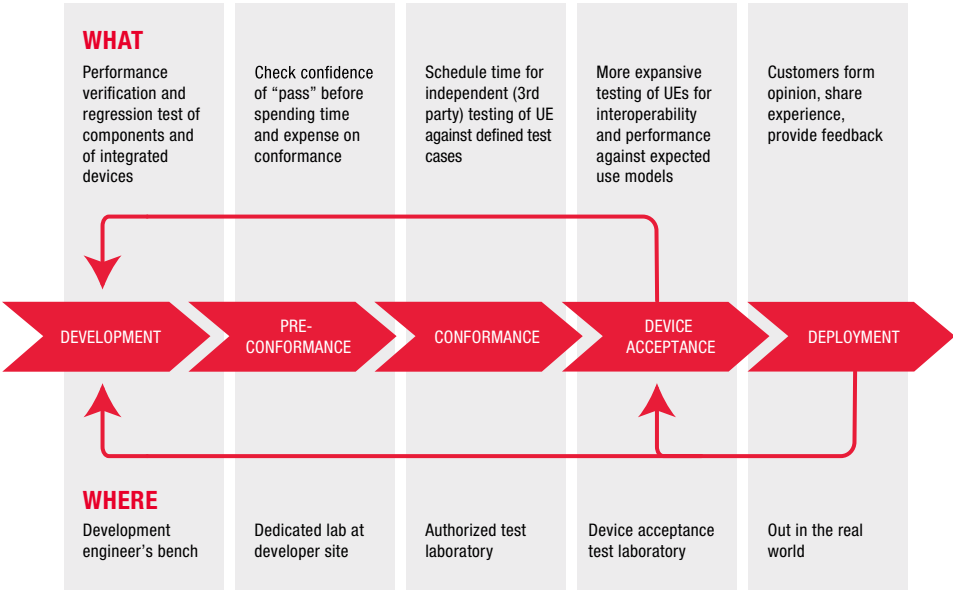 WHAT
Performance
verification and
regression test of
components and
of integrated
devices
Check confidence
of “pass” before
spending time
and expense on
conformance
Schedule time for
independent (3rd
party) testing of UE
against defined test
cases
More expansive
testing of UEs for
interoperability
and performance
against expected
use models
Customers form
opinion, share
experience,
provide feedback
DEVELOPMENT
PRE-
CONFORMANCE
CONFORMANCE
DEVICE
ACCEPTANCE
DEPLOYMENT
WHERE
Development
engineer’s bench
Dedicated lab at
developer site
Authorized test
laboratory
Device acceptance
test laboratory
Out in the real
world